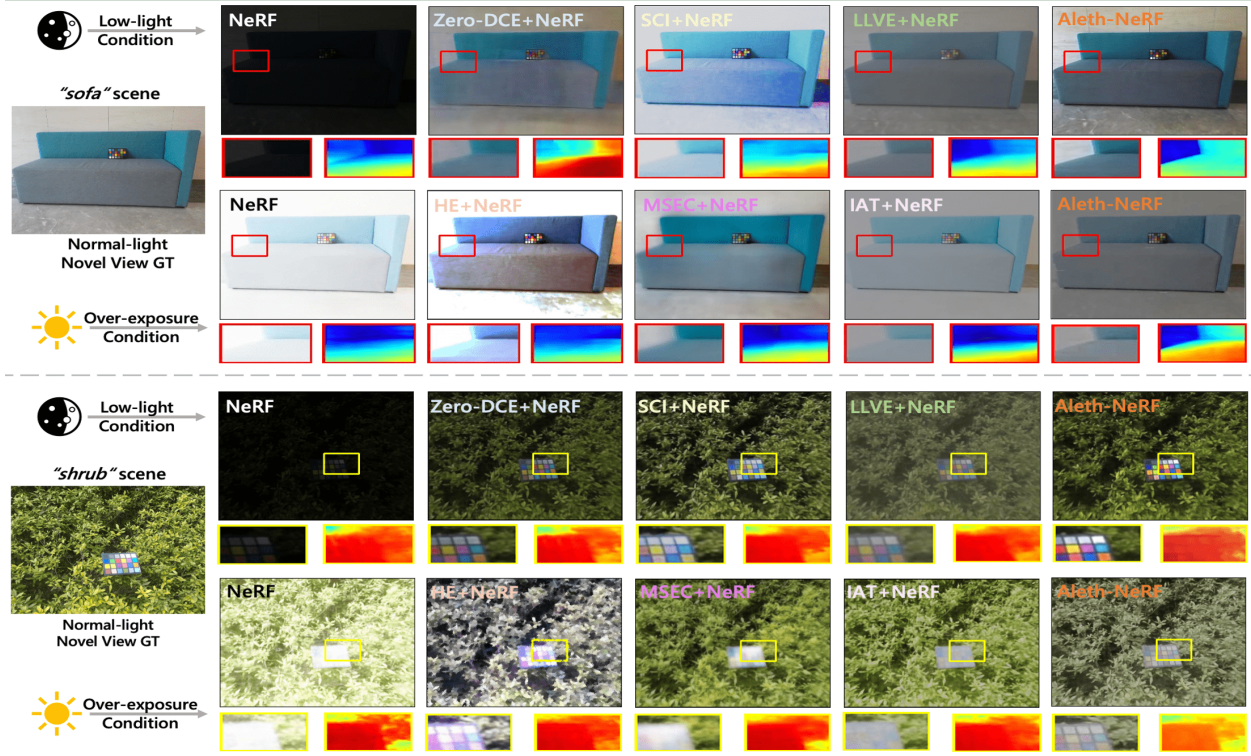 Low-light
Condition
"sofa" scene
Normal-light
Novel View GT
Over-exposure
Condition
NeRF
Zero-DCE+NeRF
SCI+NeRF
LLVE+NeRF
Aleth-NeRF
NeRF
HE+NeRF
MSEC+NeRF
IAT+NeRF
Aleth-NeRF
Low-light
Condition
"shrub" scene
Normal-light
Novel View GT
Over-exposure
Condition
NeRF
Zero-DCE+NeRF
SCI+NeRF
LLVE+NeRF
Aleth-NeRF
NeRF
HE+NeRF
MSEC+NeRF
IAT+NeRF
Aleth-NeRF